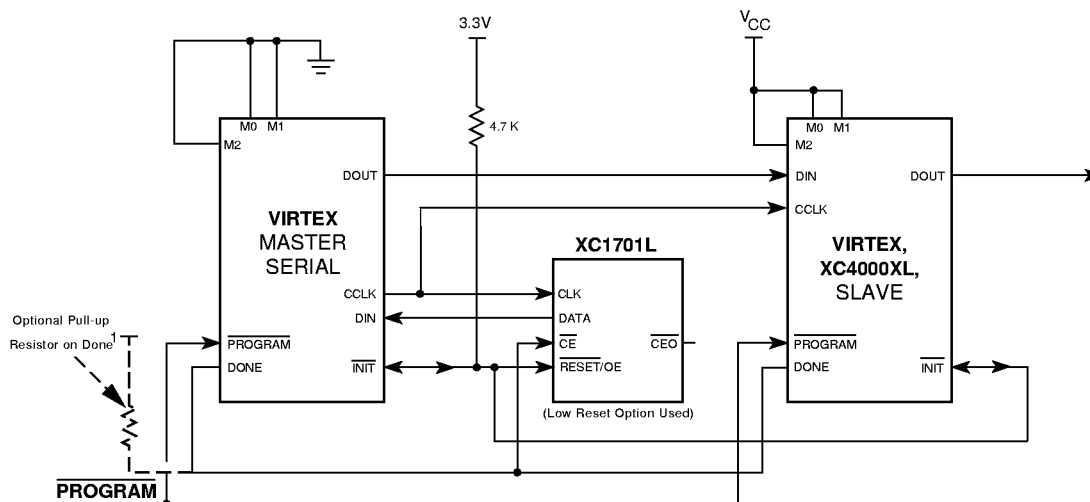 3.3V
VCC
M0 M1
M2
4.7 K
M0 M1
M2
DOUT
DIN
DOUT
CCLK
VIRTEX
MASTER
SERIAL
XC1701L
VIRTEX,
XC4000XL,
SLAVE
CCLK
CLK
DIN
DATA
Optional Pull-up
Resistor on Done1
PROGRAM
CE
CEO
PROGRAM
DONE
INIT
RESET/OE
DONE
INIT
(Low Reset Option Used)
PROGRAM